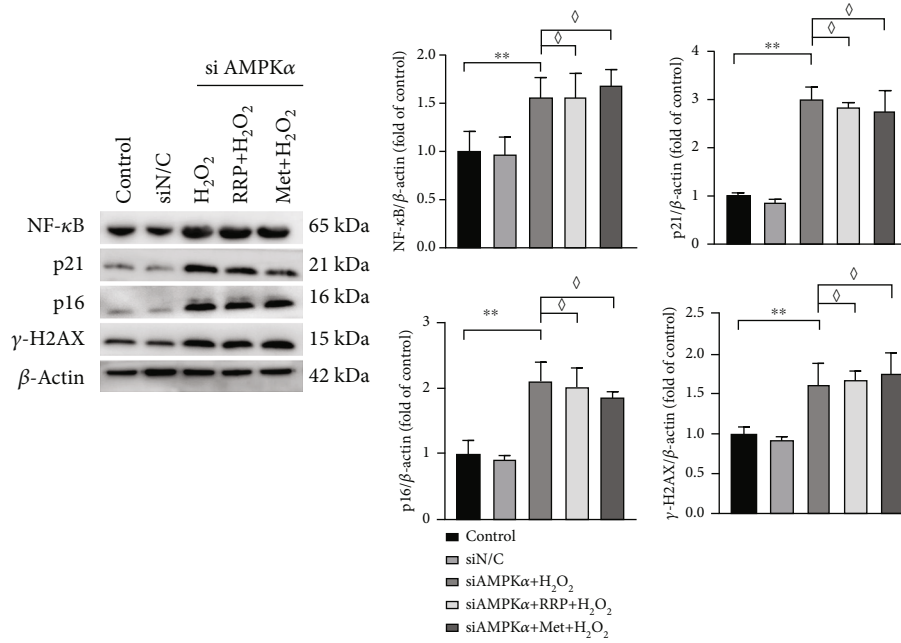 si AMPKα
Control
siN/C
H₂O₂
RRP+H₂O₂
Met+H₂O₂
NF-κB
65 kDa
p21
21 kDa
p16
16 kDa
γ-H2AX
15 kDa
β-Actin
42 kDa
NF-κB/β-actin (fold of control)
2.0
1.5
1.0
0.5
0.0
**
◊
◊
p21/β-actin (fold of control)
4
3
2
1
0
**
◊
◊
p16/β-actin (fold of control)
3
2
1
0
**
◊
◊
γ-H2AX/β-actin (fold of control)
2.5
2.0
1.5
1.0
0.5
0.0
**
◊
◊
Control
siN/C
siAMPKα+H₂O₂
siAMPKα+RRP+H₂O₂
siAMPKα+Met+H₂O₂